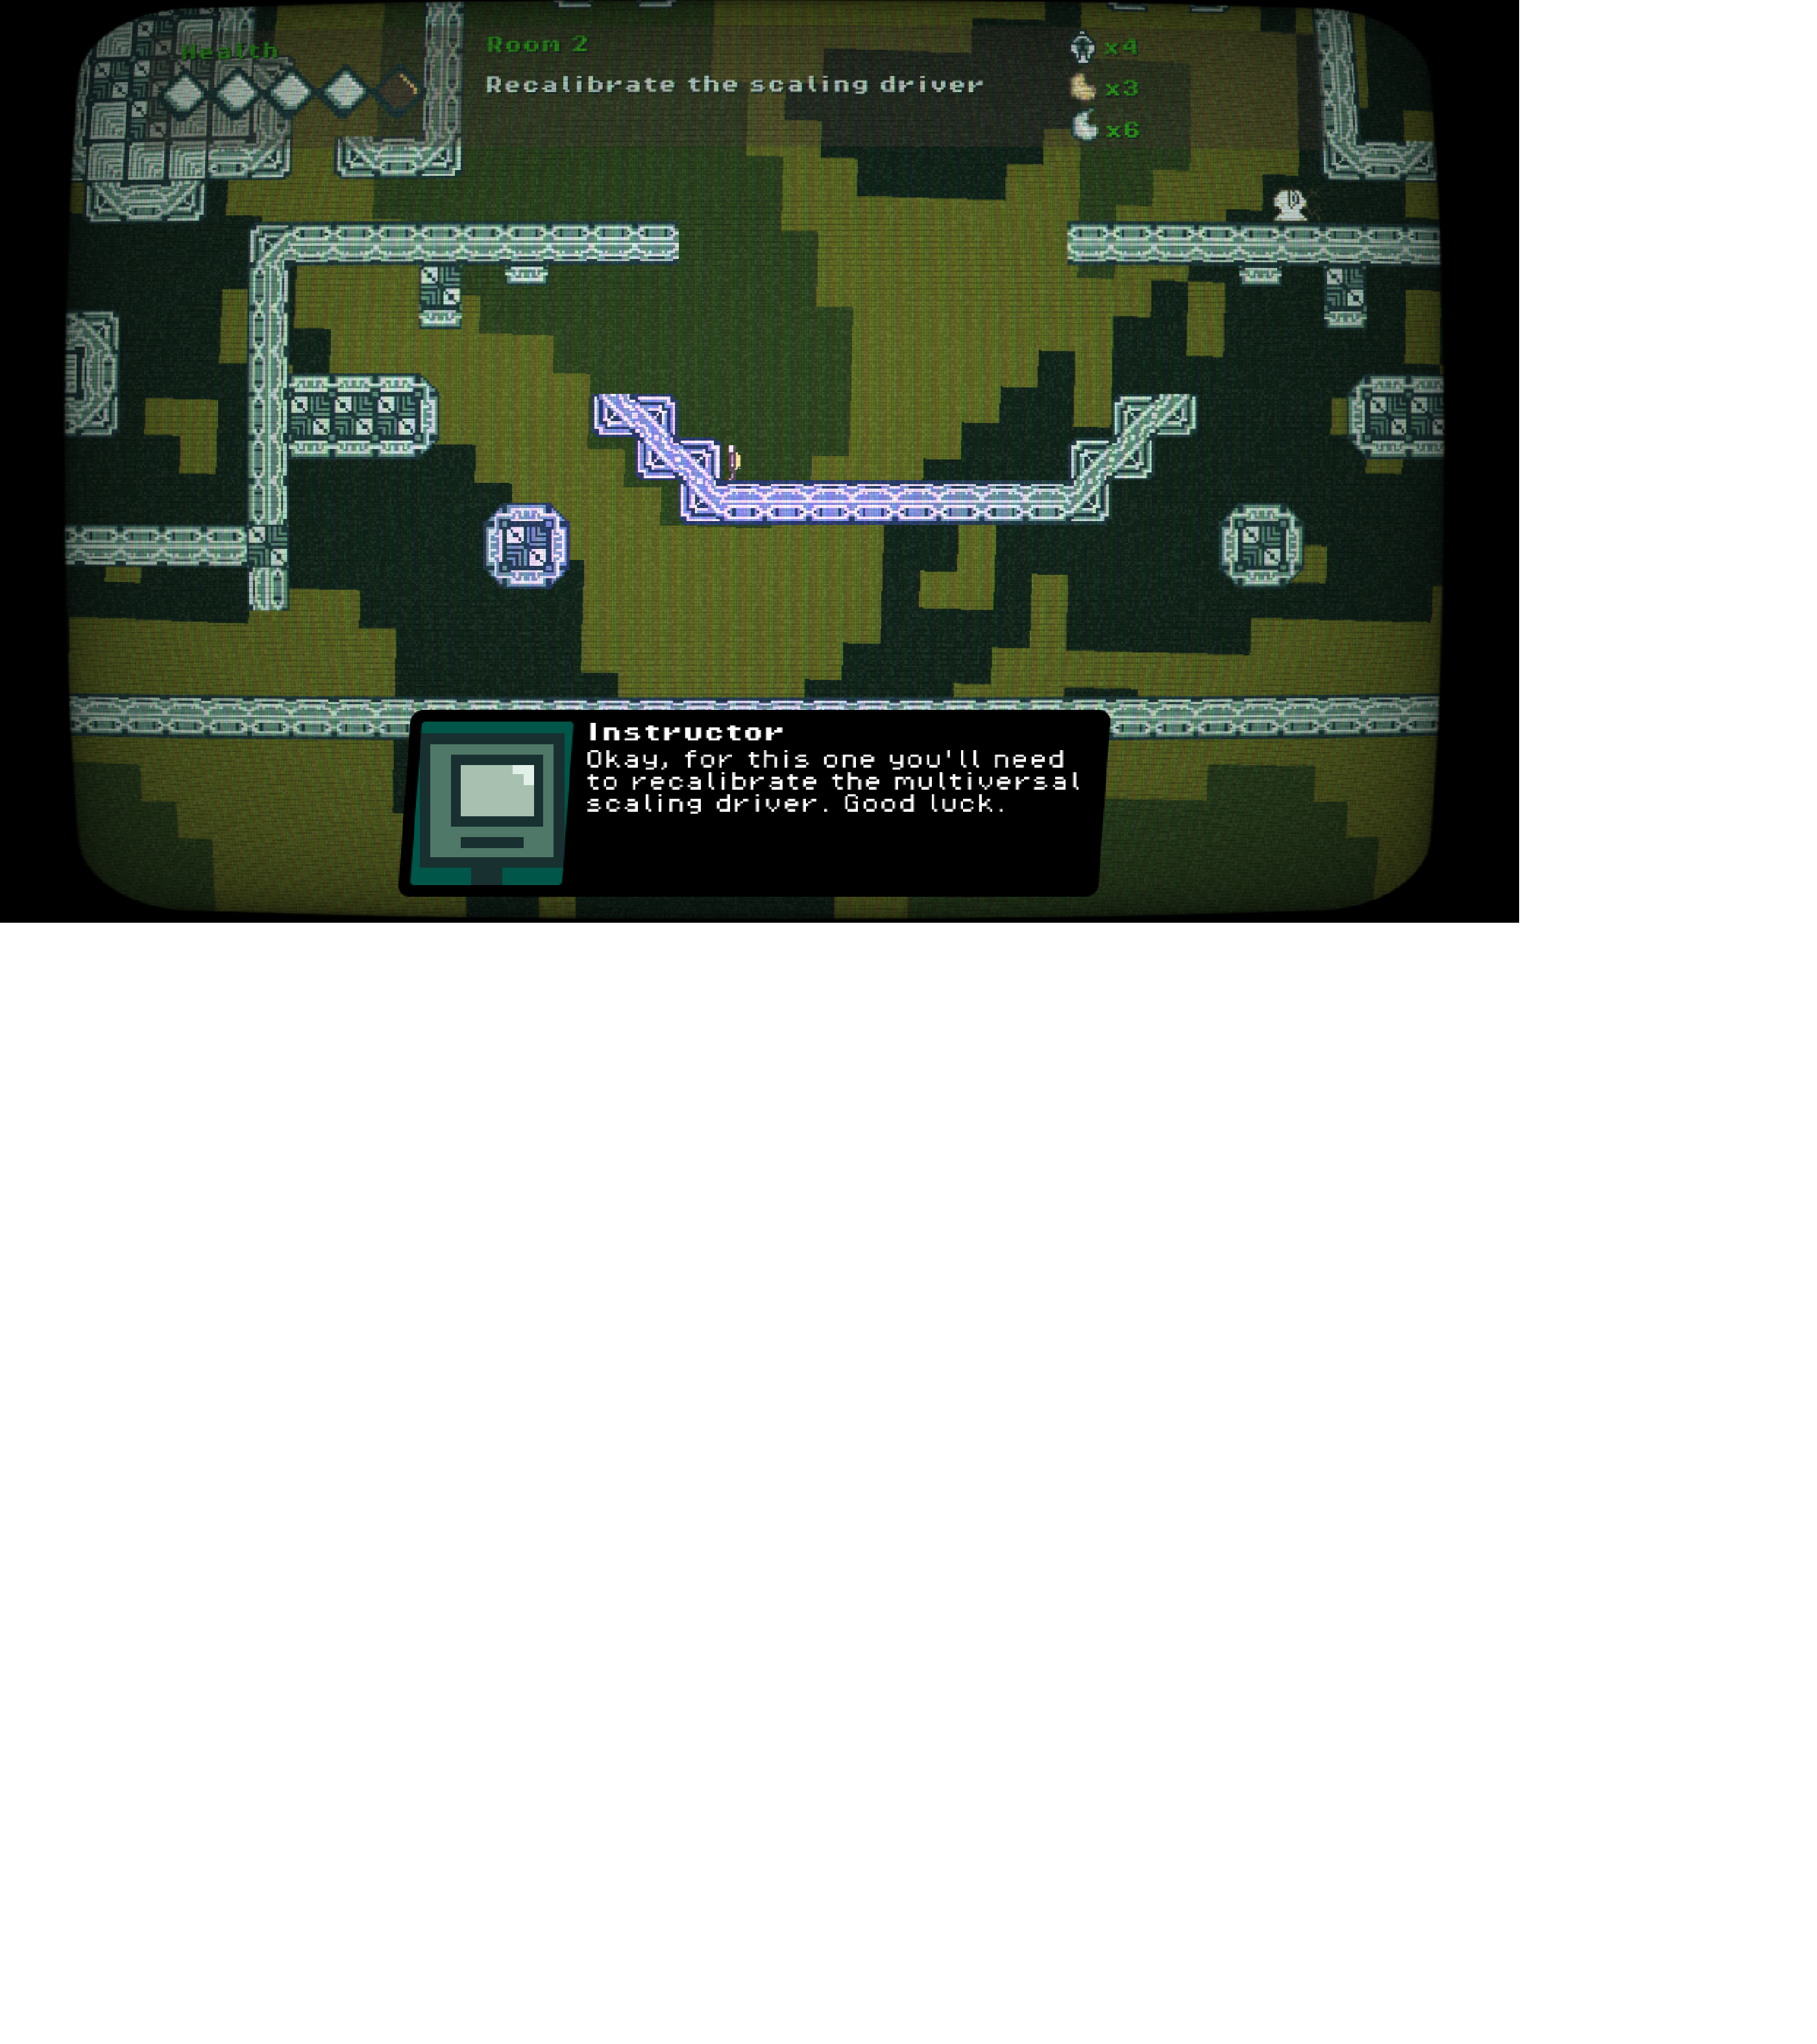 Health
Room 2
Recalibrate the scaling driver
x4
x3
x6
Instructor
Okay, for this one you'll need
to recalibrate the multiversal
scaling driver. Good luck.